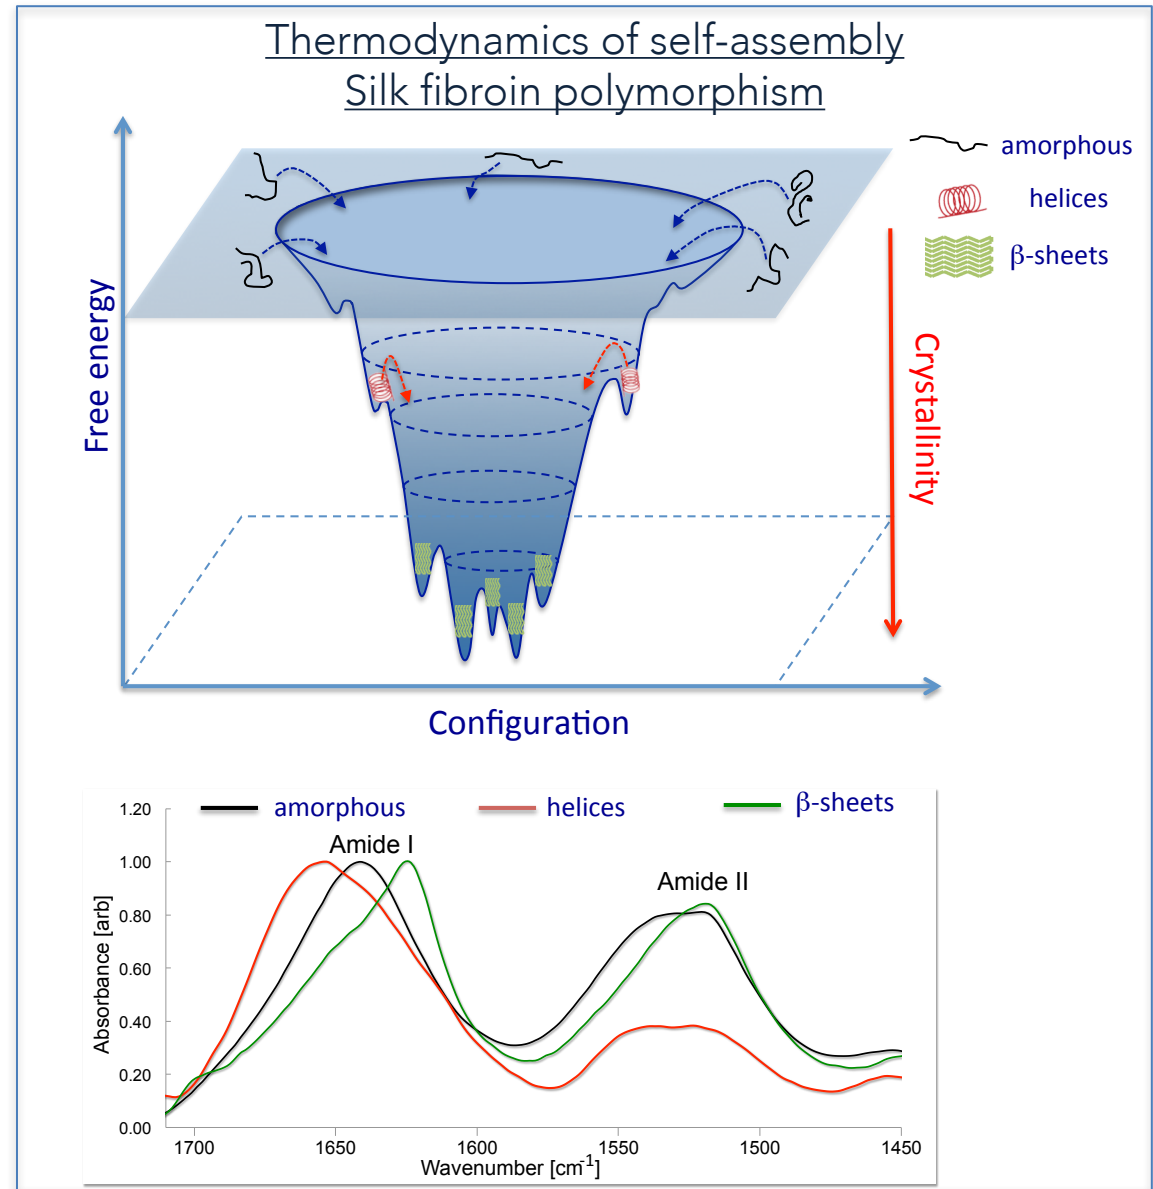 Thermodynamics of self-assembly
Silk fibroin polymorphism
amorphous
helices
β-sheets
Free energy
Crystallinity
Configuration
amorphous
helices
β-sheets
Amide I
Amide II
Absorbance [arb]
1.20
1.00
0.80
0.60
0.40
0.20
0.00
1700
1650
1600
1550
1500
1450
Wavenumber [cm⁻¹]